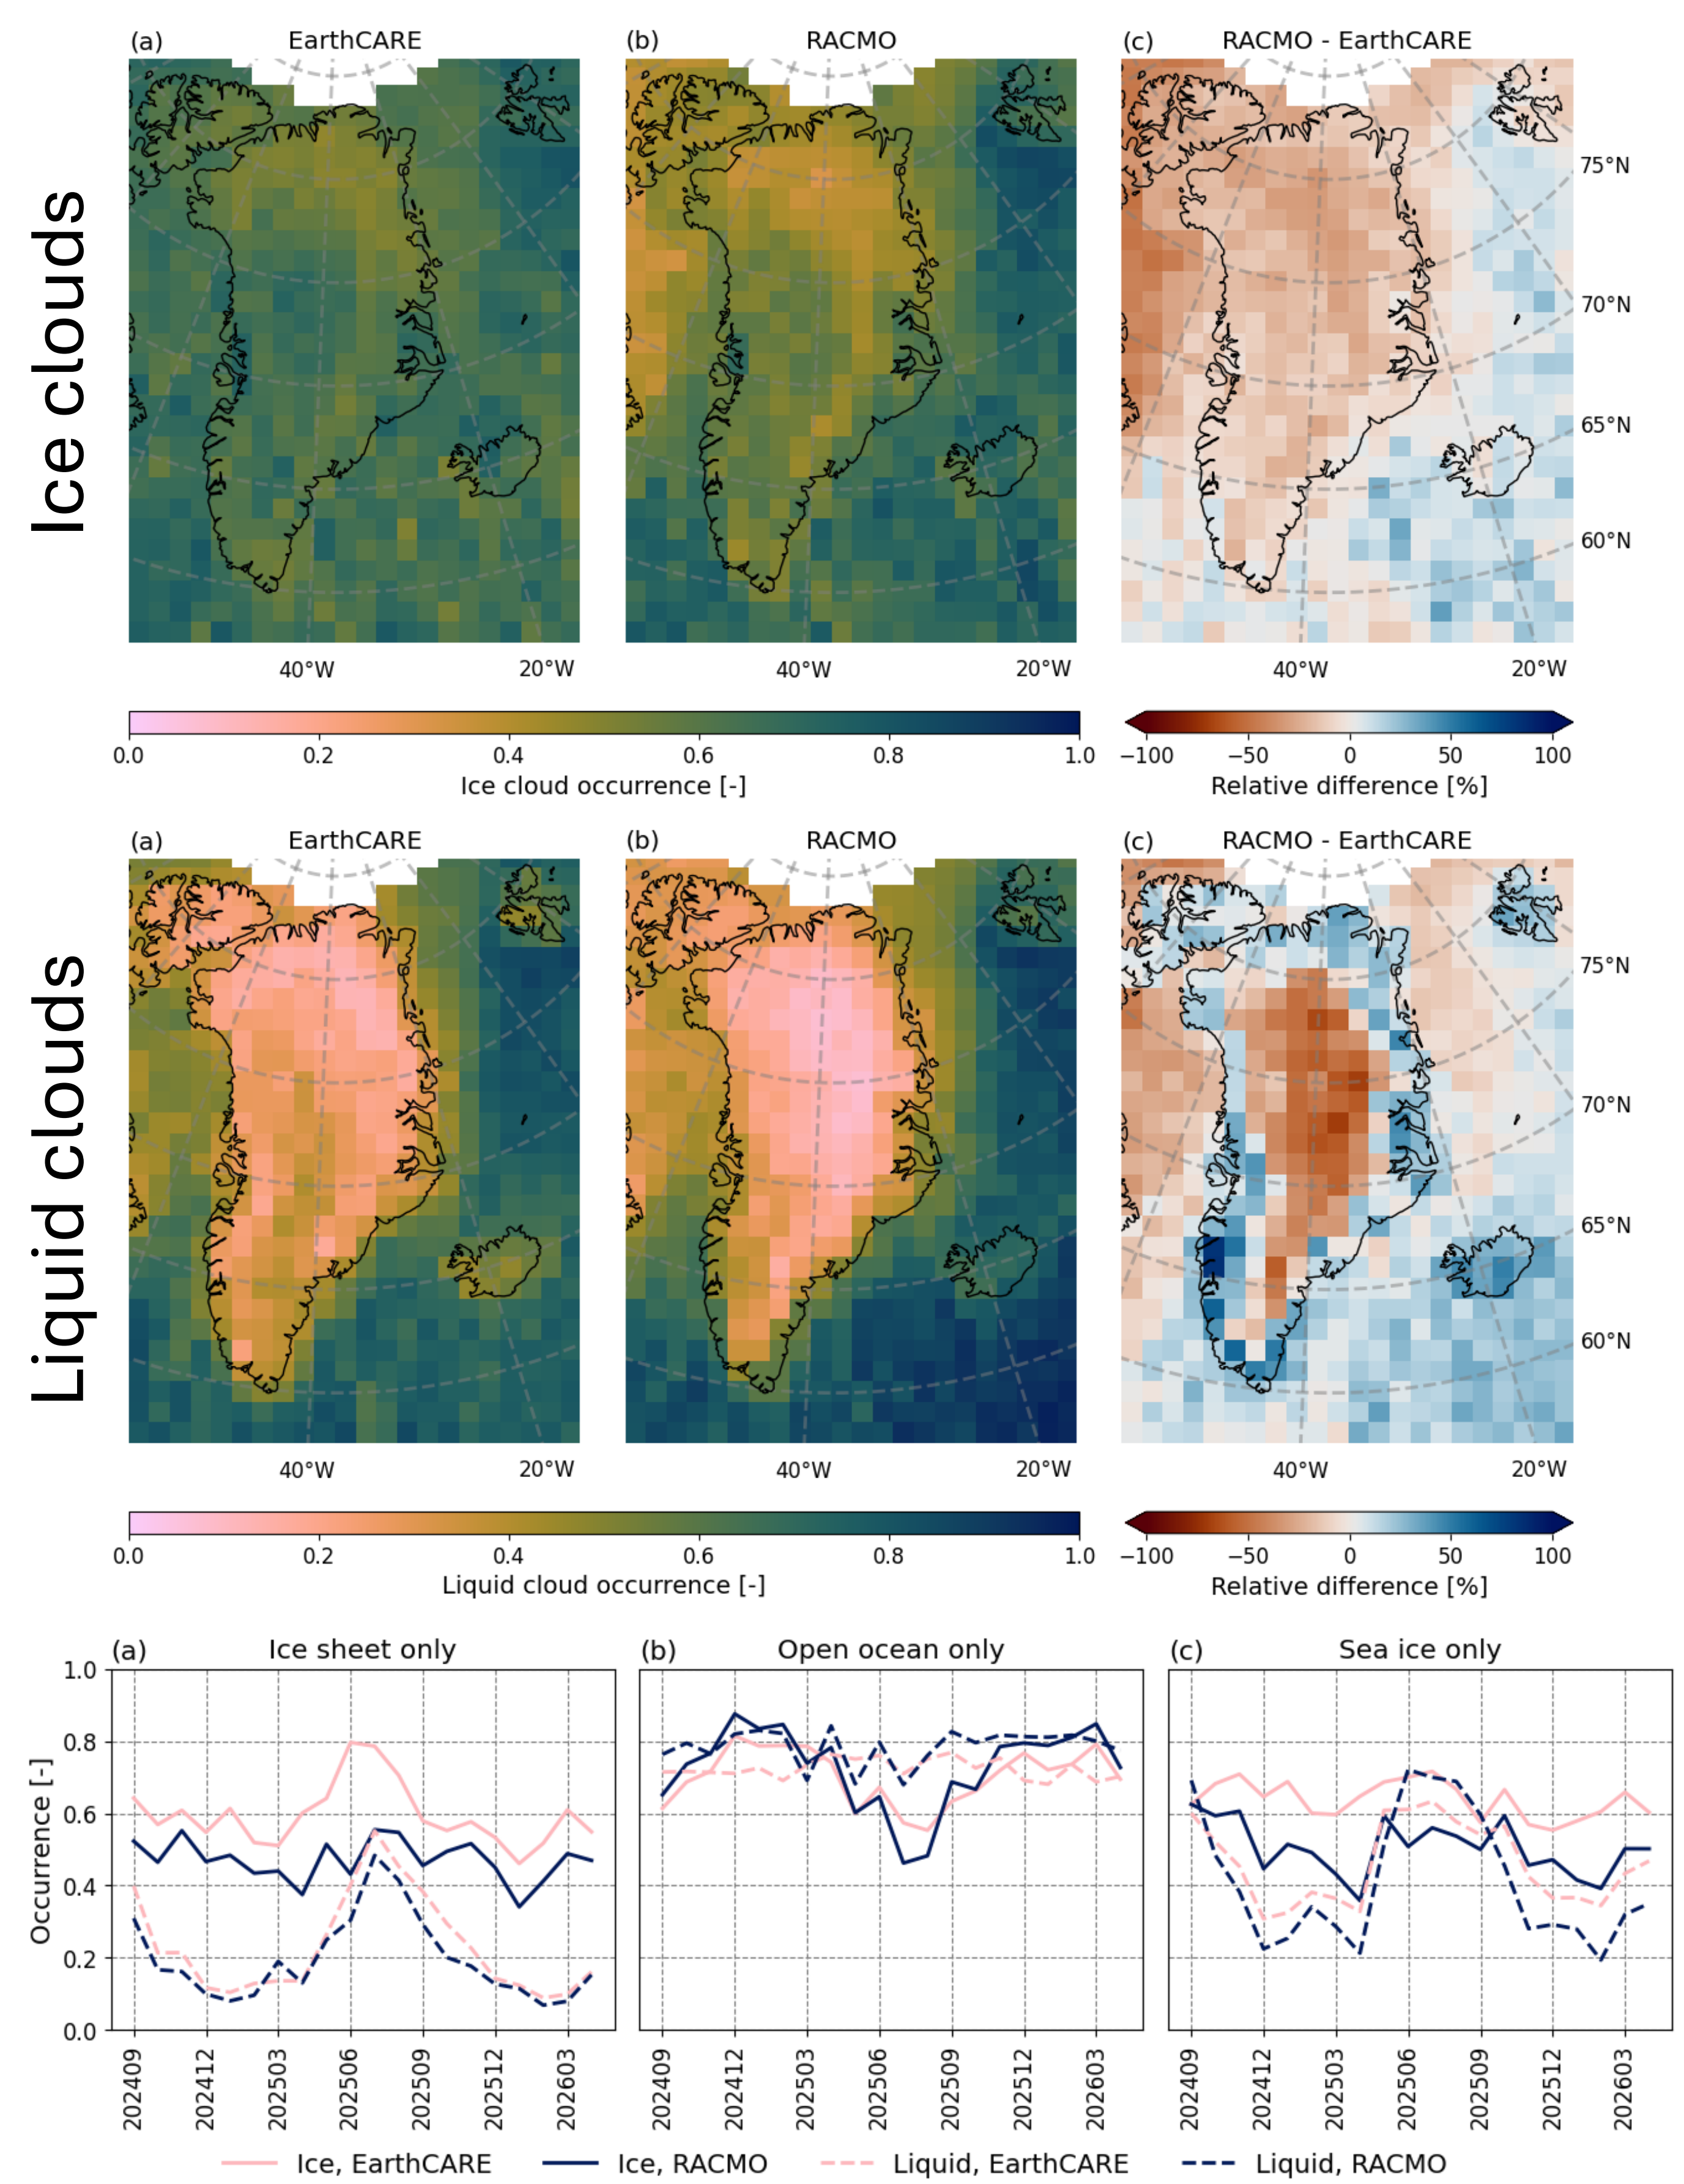 (a) EarthCARE (b) RACMO (c) RACMO - EarthCARE
Ice clouds
75°N
70°N
65°N
60°N
40°W 20°W 40°W 20°W 40°W 20°W
0.0 0.2 0.4 0.6 0.8 1.0 −100 −50 0 50 100
Ice cloud occurrence [-] Relative difference [%]
(a) EarthCARE (b) RACMO (c) RACMO - EarthCARE
Liquid clouds
75°N
70°N
65°N
60°N
40°W 20°W 40°W 20°W 40°W 20°W
0.0 0.2 0.4 0.6 0.8 1.0 −100 −50 0 50 100
Liquid cloud occurrence [-] Relative difference [%]
(a) Ice sheet only (b) Open ocean only (c) Sea ice only
Occurrence [-]
1.0
0.8
0.6
0.4
0.2
0.0
202409 202412 202503 202506 202509 202512 202603 202409 202412 202503 202506 202509 202512 202603 202409 202412 202503 202506 202509 202512 202603
Ice, EarthCARE Ice, RACMO Liquid, EarthCARE Liquid, RACMO